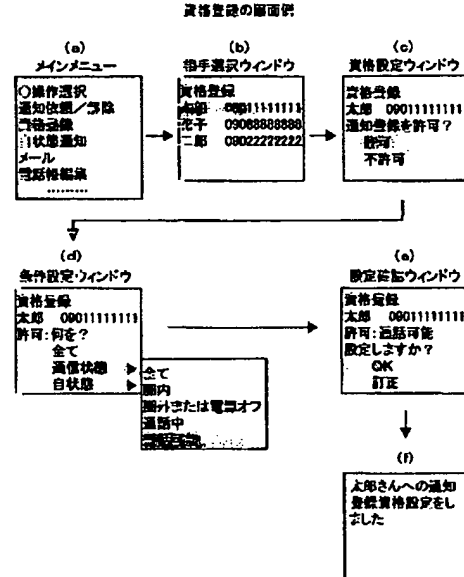 資格登録の画面例
(a)
メインメニュー
○操作選択
通知依頼/解除
資格登録
自状態通知
メール
電話帳編集
………
(b)
相手選択ウィンドウ
資格登録
太郎 09011111111
花子 09088888888
二郎 09022222222
(c)
資格設定ウィンドウ
資格登録
太郎 09011111111
通知登録を許可?
許可
不許可
(d)
条件設定ウィンドウ
資格登録
太郎 09011111111
許可:何を?
全て
通信状態
自状態
全て
圏内
圏外または電源オフ
通話中
通話可能
(e)
設定確認ウィンドウ
資格登録
太郎 09011111111
許可:通話可能
設定しますか?
OK
訂正
(f)
太郎さんへの通知
登録資格設定をし
ました